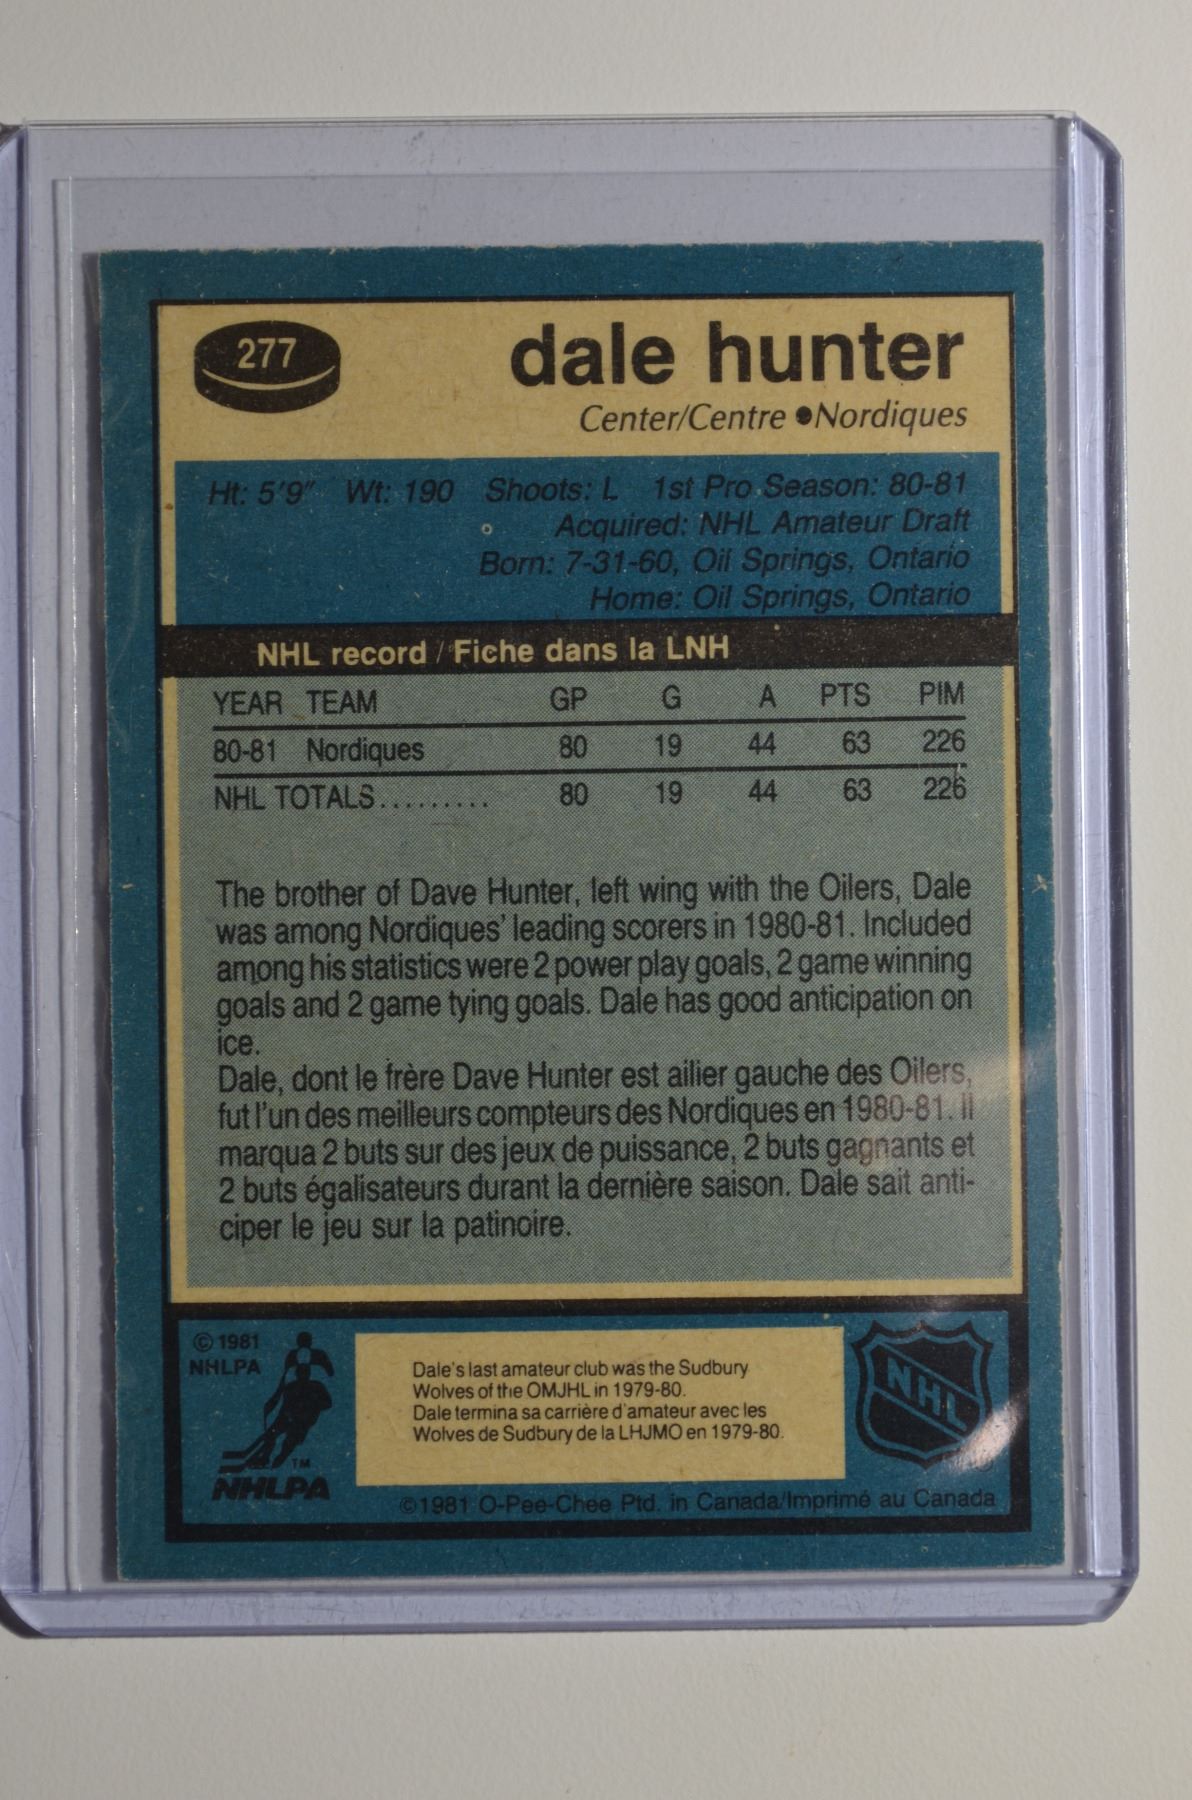 277
dale hunter
Center/Centre ●Nordiques
Ht: 5'9" Wt: 190 Shoots: L 1st Pro Season: 80-81
Acquired: NHL Amateur Draft
Born: 7-31-60, Oil Springs, Ontario
Home: Oil Springs, Ontario
NHL record / Fiche dans la LNH
YEAR TEAM GP G A PTS PIM
80-81 Nordiques 80 19 44 63 226
NHL TOTALS......... 80 19 44 63 226
The brother of Dave Hunter, left wing with the Oilers, Dale
was among Nordiques' leading scorers in 1980-81. Included
among his statistics were 2 power play goals, 2 game winning
goals and 2 game tying goals. Dale has good anticipation on
ice.
Dale, dont le frère Dave Hunter est ailier gauche des Oilers,
fut l'un des meilleurs compteurs des Nordiques en 1980-81. Il
marqua 2 buts sur des jeux de puissance, 2 buts gagnants et
2 buts égalisateurs durant la dernière saison. Dale sait anti-
ciper le jeu sur la patinoire.
© 1981
NHLPA
TM
NHLPA
Dale's last amateur club was the Sudbury
Wolves of the OMJHL in 1979-80.
Dale termina sa carrière d'amateur avec les
Wolves de Sudbury de la LHJMO en 1979-80.
NHL
©1981 O-Pee-Chee Ptd. in Canada/Imprimé au Canada